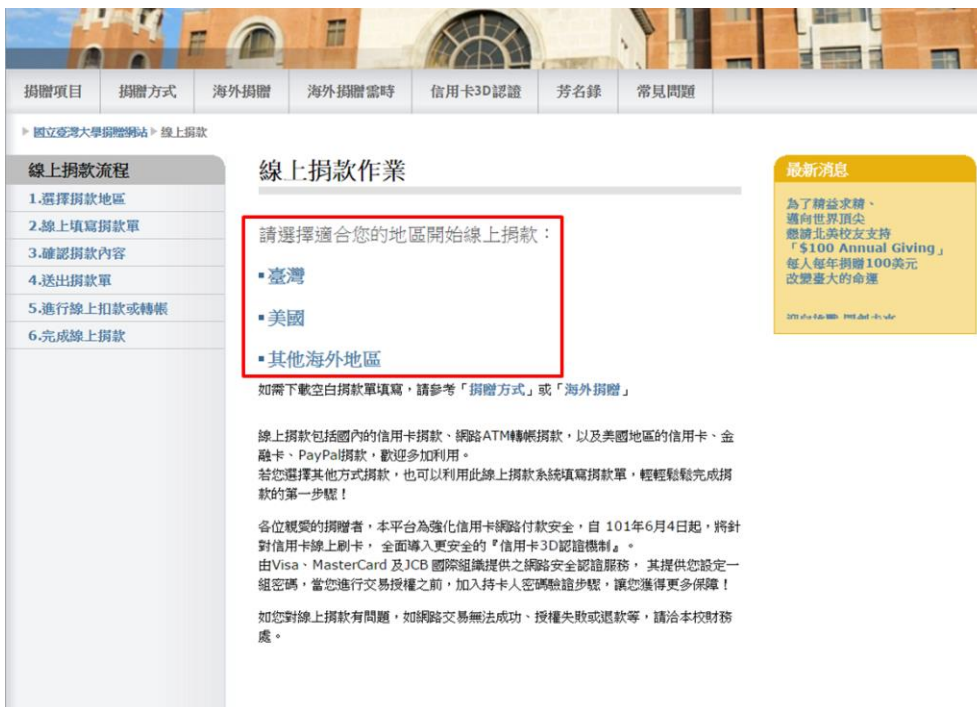 捐贈項目 捐贈方式 海外捐贈 海外捐贈需時 信用卡3D認證 芳名錄 常見問題
國立臺灣大學捐贈網站 線上捐款
線上捐款流程
1.選擇捐款地區
2.線上填寫捐款單
3.確認捐款內容
4.送出捐款單
5.進行線上扣款或轉帳
6.完成線上捐款
線上捐款作業
請選擇適合您的地區開始線上捐款：
▪臺灣
▪美國
▪其他海外地區
如需下載空白捐款單填寫，請參考「捐贈方式」或「海外捐贈」
線上捐款包括國內的信用卡捐款、網路ATM轉帳捐款，以及美國地區的信用卡、金
融卡、PayPal捐款，歡迎多加利用。
若您選擇其他方式捐款，也可以利用此線上捐款系統填寫捐款單，輕輕鬆鬆完成捐
款的第一步驟！
各位親愛的捐贈者，本平台為強化信用卡網路付款安全，自 101年6月4日起，將針
對信用卡線上刷卡， 全面導入更安全的『信用卡3D認證機制』。
由Visa、MasterCard 及JCB 國際組織提供之網路安全認證服務， 其提供您設定一
組密碼，當您進行交易授權之前，加入持卡人密碼驗證步驟，讓您獲得更多保障！
如您對線上捐款有問題，如網路交易無法成功、授權失敗或退款等，請洽本校財務
處。
最新消息
為了精益求精、
邁向世界頂尖
懇請北美校友支持
「$100 Annual Giving」
每人每年捐贈100美元
改變臺大的命運